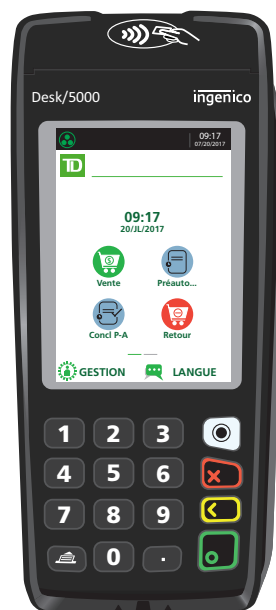 Desk/5000 ingenico
09:17
07/20/2017
TD
09:17
20/JL/2017
Vente Préauto...
Concl P-A Retour
GESTION LANGUE
1 2 3
4 5 6
7 8 9
0 .